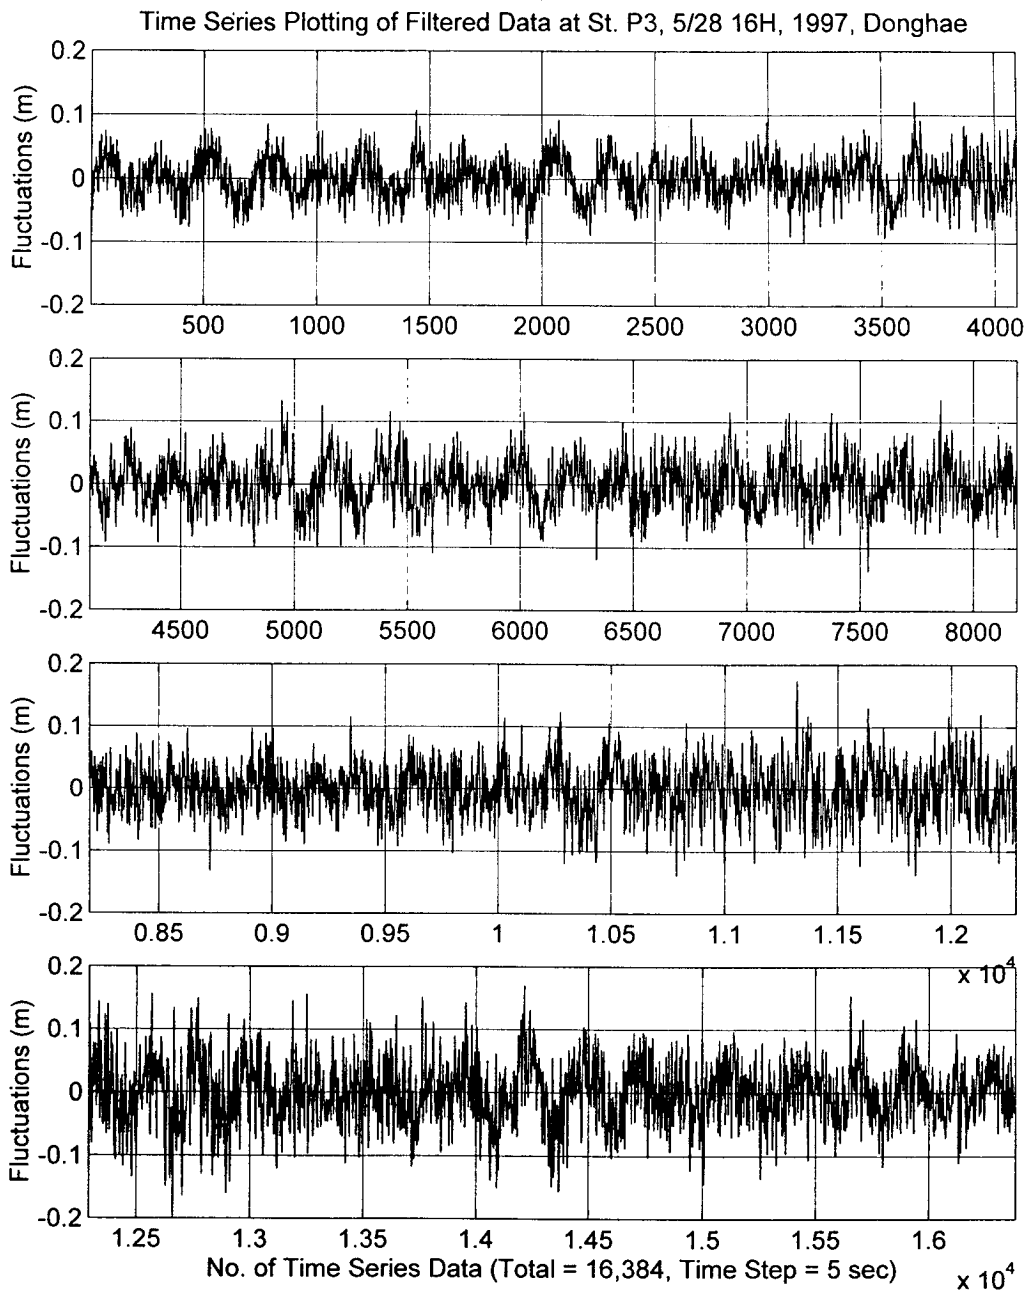 Time Series Plotting of Filtered Data at St. P3, 5/28 16H, 1997, Donghae
Fluctuations (m)
0.2
0.1
0
-0.1
-0.2
500 1000 1500 2000 2500 3000 3500 4000
Fluctuations (m)
0.2
0.1
0
-0.1
-0.2
4500 5000 5500 6000 6500 7000 7500 8000
Fluctuations (m)
0.2
0.1
0
-0.1
-0.2
0.85 0.9 0.95 1 1.05 1.1 1.15 1.2
x 10^4
Fluctuations (m)
0.2
0.1
0
-0.1
-0.2
1.25 1.3 1.35 1.4 1.45 1.5 1.55 1.6
No. of Time Series Data (Total = 16,384, Time Step = 5 sec)
x 10^4